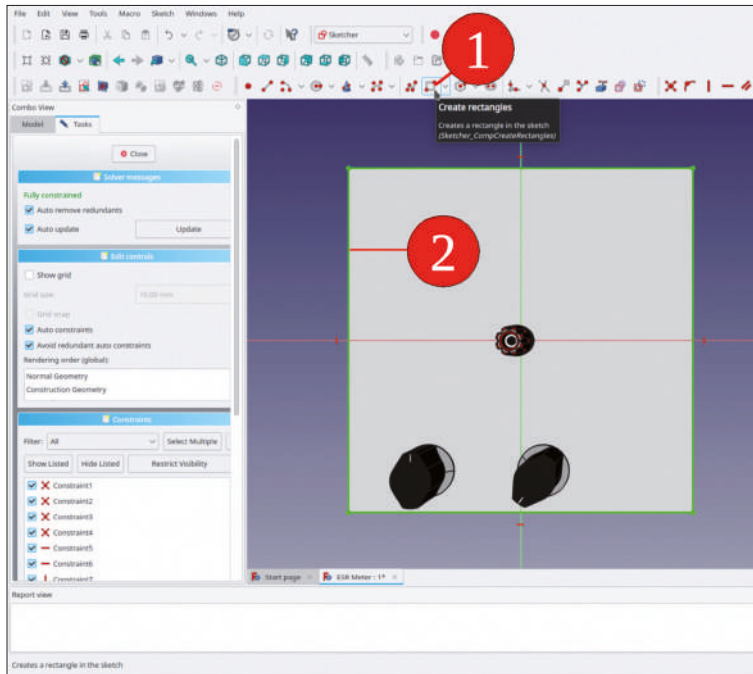 File Edit View Tools Macro Sketch Windows Help
Sketcher
1
Create rectangles
Creates a rectangle in the sketch
(Sketcher_CompCreateRectangles)
Combo View
Model Tasks
Close
Solver messages
Fully constrained
Auto remove redundants
Auto update Update
Edit controls
Show grid
Grid size: 10.00 mm
Grid snap
Auto constraints
Avoid redundant auto constraints
Rendering order (global):
Normal Geometry
Construction Geometry
Constraints
Filter: All Select Multiple
Show Listed Hide Listed Restrict Visibility
Constraint1
Constraint2
Constraint3
Constraint4
Constraint5
Constraint6
Constraint7
2
Start page ESR Meter : 1*
Report view
Creates a rectangle in the sketch